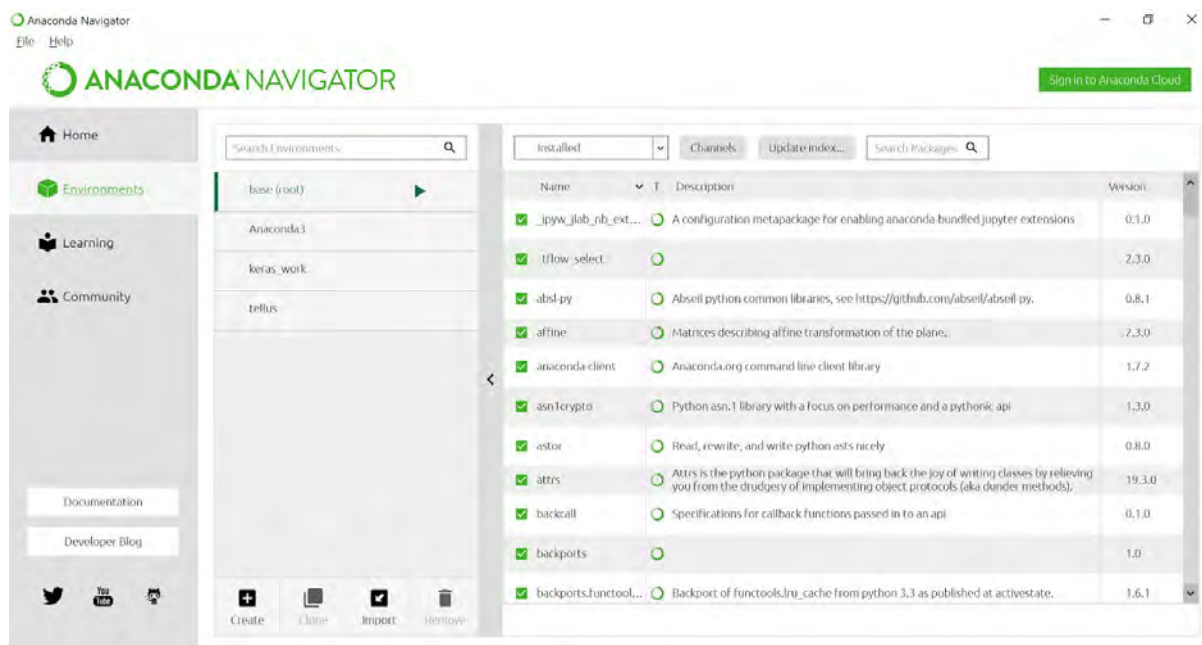 Anaconda Navigator
File Help
ANACONDA NAVIGATOR
Sign in to Anaconda Cloud
Home
Environments
Learning
Community
Documentation
Developer Blog
You
Tube
Search Environments
base (root)
Anaconda3
keras_work
tellus
Create Clone Import Remove
Installed Channels Update index... Search Packages
Name T Description Version
_ipyw_jlab_nb_ext... A configuration metapackage for enabling anaconda-bundled jupyter extensions 0.1.0
_tflow_select 2.3.0
absl-py Abseil python common libraries, see https://github.com/abseil/abseil-py. 0.8.1
affine Matrices describing affine transformation of the plane. 2.3.0
anaconda-client Anaconda.org command line client library 1.7.2
asn1crypto Python asn.1 library with a focus on performance and a pythonic api 1.3.0
astor Read, rewrite, and write python asts nicely 0.8.0
attrs Attrs is the python package that will bring back the joy of writing classes by relieving
you from the drudgery of implementing object protocols (aka dunder methods). 19.3.0
backcall Specifications for callback functions passed in to an api 0.1.0
backports 1.0
backports.functool... Backport of functools.lru_cache from python 3.3 as published at activestate. 1.6.1